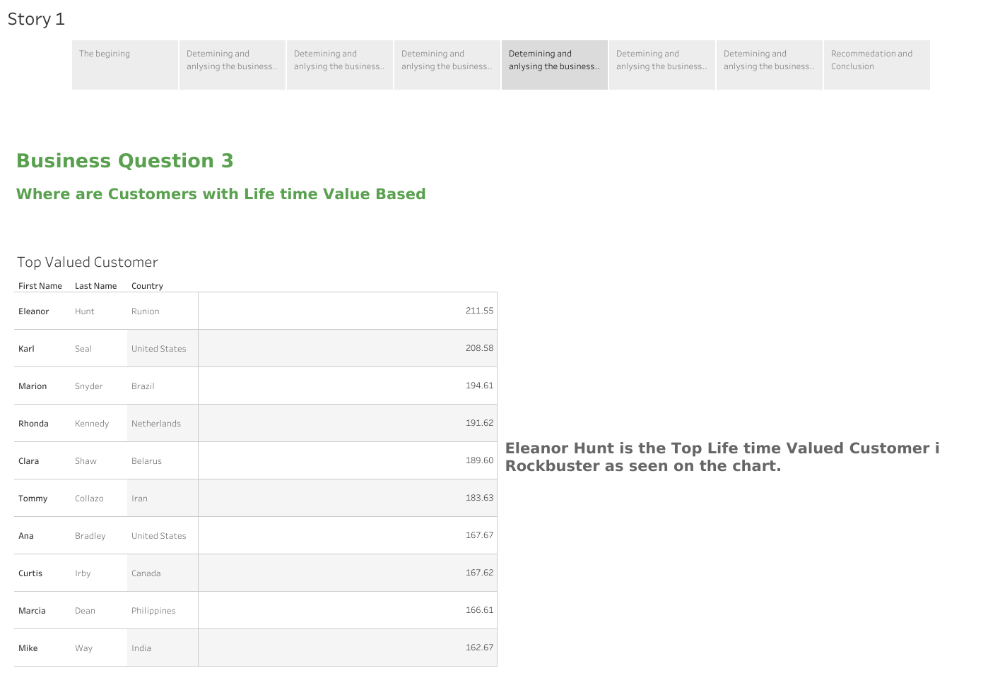 Story 1
The begining
Detemining and
anlysing the business..
Detemining and
anlysing the business..
Detemining and
anlysing the business..
Detemining and
anlysing the business..
Detemining and
anlysing the business..
Detemining and
anlysing the business..
Recommedation and
Conclusion
Business Question 3
Where are Customers with Life time Value Based
Top Valued Customer
First Name Last Name Country
Eleanor Hunt Runion 211.55
Karl Seal United States 208.58
Marion Snyder Brazil 194.61
Rhonda Kennedy Netherlands 191.62
Clara Shaw Belarus 189.60
Tommy Collazo Iran 183.63
Ana Bradley United States 167.67
Curtis Irby Canada 167.62
Marcia Dean Philippines 166.61
Mike Way India 162.67
Eleanor Hunt is the Top Life time Valued Customer i
Rockbuster as seen on the chart.